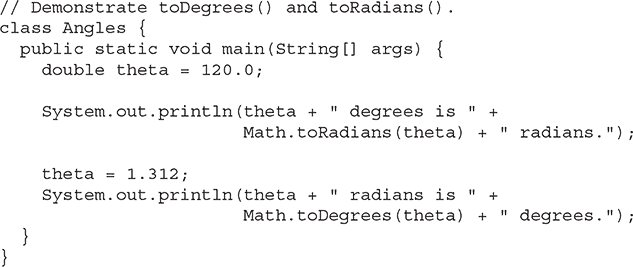 // Demonstrate toDegrees() and toRadians().
class Angles {
  public static void main(String[] args) {
    double theta = 120.0;

    System.out.println(theta + " degrees is " +
                       Math.toRadians(theta) + " radians.");

    theta = 1.312;
    System.out.println(theta + " radians is " +
                       Math.toDegrees(theta) + " degrees.");
  }
}